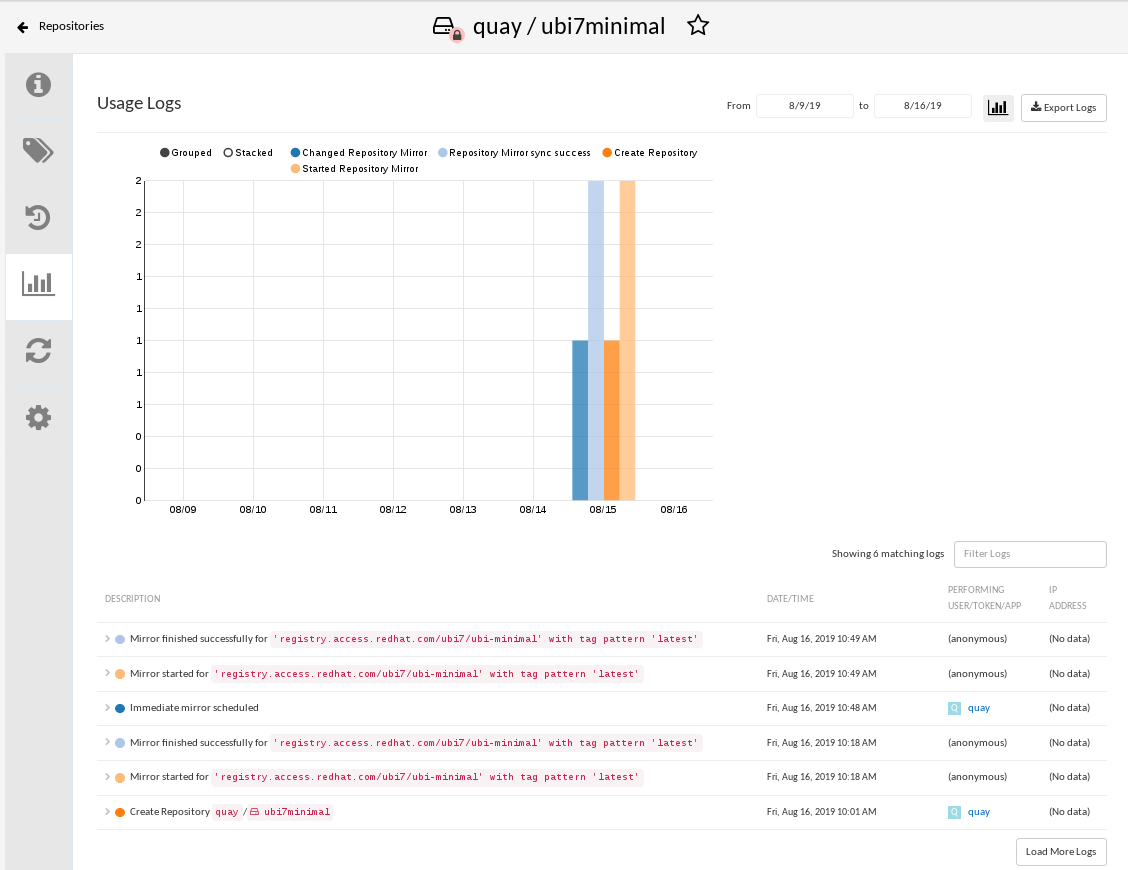 Repositories
quay / ubi7minimal
Usage Logs
From 8/9/19 to 8/16/19 Export Logs
Grouped Stacked Changed Repository Mirror Repository Mirror sync success Create Repository
Started Repository Mirror
2
2
2
1
1
1
1
1
0
0
0
08/09 08/10 08/11 08/12 08/13 08/14 08/15 08/16
Showing 6 matching logs Filter Logs
DESCRIPTION DATE/TIME PERFORMING USER/TOKEN/APP IP ADDRESS
Mirror finished successfully for 'registry.access.redhat.com/ubi7/ubi-minimal' with tag pattern 'latest' Fri, Aug 16, 2019 10:49 AM (anonymous) (No data)
Mirror started for 'registry.access.redhat.com/ubi7/ubi-minimal' with tag pattern 'latest' Fri, Aug 16, 2019 10:49 AM (anonymous) (No data)
Immediate mirror scheduled Fri, Aug 16, 2019 10:48 AM Q quay (No data)
Mirror finished successfully for 'registry.access.redhat.com/ubi7/ubi-minimal' with tag pattern 'latest' Fri, Aug 16, 2019 10:18 AM (anonymous) (No data)
Mirror started for 'registry.access.redhat.com/ubi7/ubi-minimal' with tag pattern 'latest' Fri, Aug 16, 2019 10:18 AM (anonymous) (No data)
Create Repository quay / ubi7minimal Fri, Aug 16, 2019 10:01 AM Q quay (No data)
Load More Logs